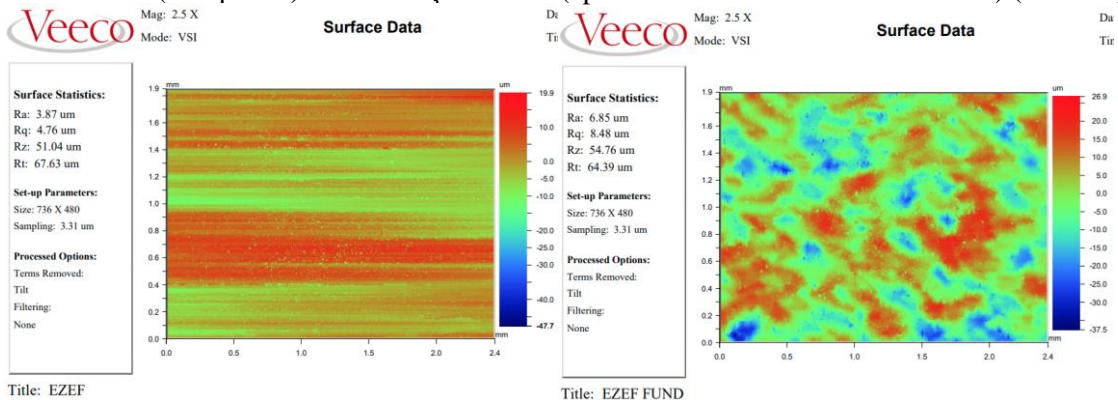 Veeco
Mag: 2.5 X
Mode: VSI
Surface Data
Surface Statistics:
Ra: 3.87 um
Rq: 4.76 um
Rz: 51.04 um
Rt: 67.63 um
Set-up Parameters:
Size: 736 X 480
Sampling: 3.31 um
Processed Options:
Terms Removed:
Tilt
Filtering:
None
mm
1.9
1.6
1.4
1.2
1.0
0.8
0.6
0.4
0.2
0.0
0.0 0.5 1.0 1.5 2.0 2.4
mm
um
19.9
10.0
0.0
-5.0
-10.0
-20.0
-30.0
-40.0
-47.7
Title: EZEF
Veeco
Mag: 2.5 X
Mode: VSI
Surface Data
Surface Statistics:
Ra: 6.85 um
Rq: 8.48 um
Rz: 54.76 um
Rt: 64.39 um
Set-up Parameters:
Size: 736 X 480
Sampling: 3.31 um
Processed Options:
Terms Removed:
Tilt
Filtering:
None
mm
1.9
1.6
1.4
1.2
1.0
0.8
0.6
0.4
0.2
0.0
0.0 0.5 1.0 1.5 2.0 2.4
mm
um
26.9
20.0
15.0
10.0
5.0
0.0
-5.0
-10.0
-15.0
-20.0
-25.0
-30.0
-37.5
Title: EZEF FUND